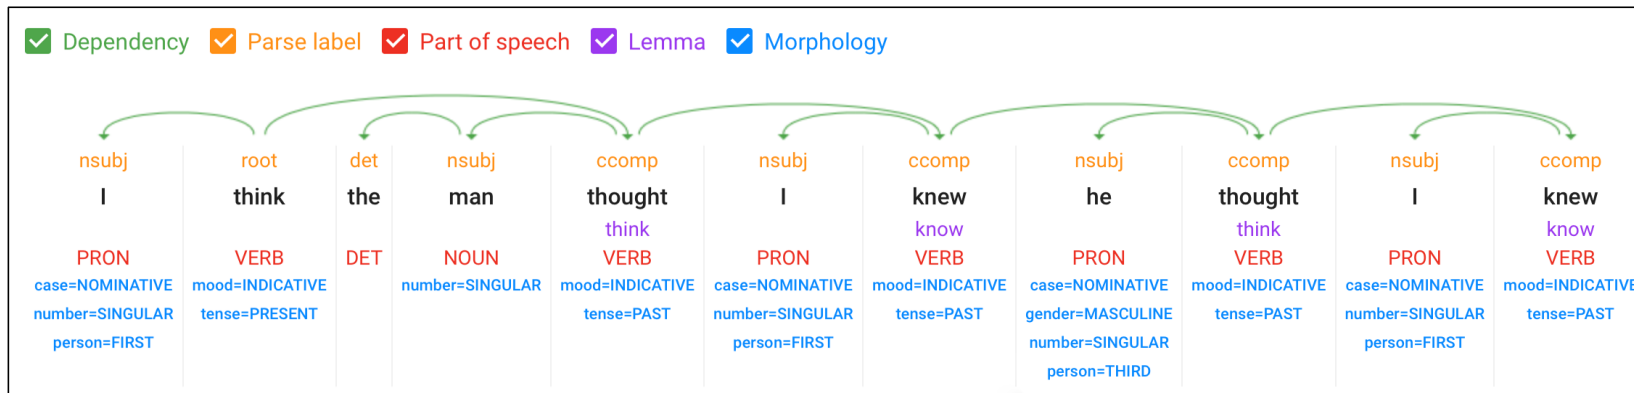 Dependency Parse label Part of speech Lemma Morphology
nsubj root det nsubj ccomp nsubj ccomp nsubj ccomp nsubj ccomp
I think the man thought I knew he thought I knew
think know think know
PRON VERB DET NOUN VERB PRON VERB PRON VERB PRON VERB
case=NOMINATIVE mood=INDICATIVE number=SINGULAR mood=INDICATIVE case=NOMINATIVE mood=INDICATIVE case=NOMINATIVE mood=INDICATIVE case=NOMINATIVE mood=INDICATIVE
number=SINGULAR tense=PRESENT tense=PAST number=SINGULAR tense=PAST gender=MASCULINE tense=PAST number=SINGULAR tense=PAST
person=FIRST person=FIRST number=SINGULAR person=FIRST
person=THIRD